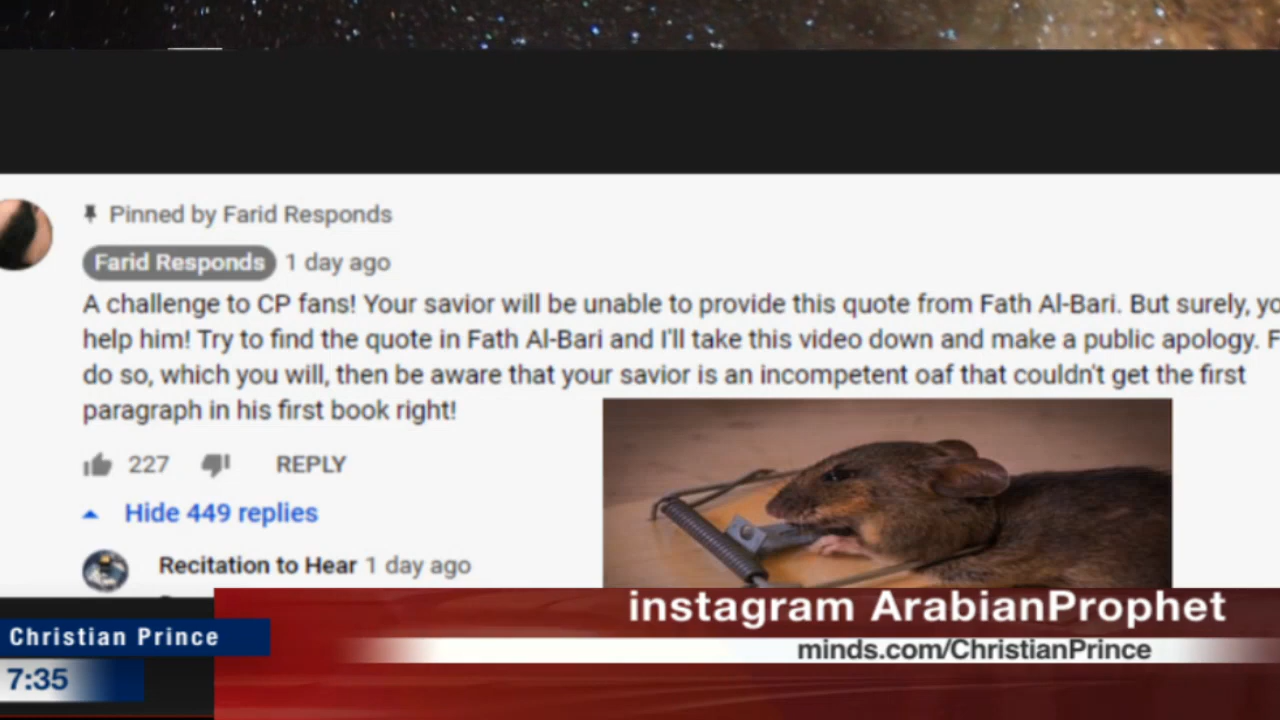 Pinned by Farid Responds
Farid Responds 1 day ago
A challenge to CP fans! Your savior will be unable to provide this quote from Fath Al-Bari. But surely,
help him! Try to find the quote in Fath Al-Bari and I'll take this video down and make a public apology.
do so, which you will, then be aware that your savior is an incompetent oaf that couldn't get the first
paragraph in his first book right!
227 REPLY
Hide 449 replies
Recitation to Hear 1 day ago
instagram ArabianProphet
Christian Prince
minds.com/ChristianPrince
7:35